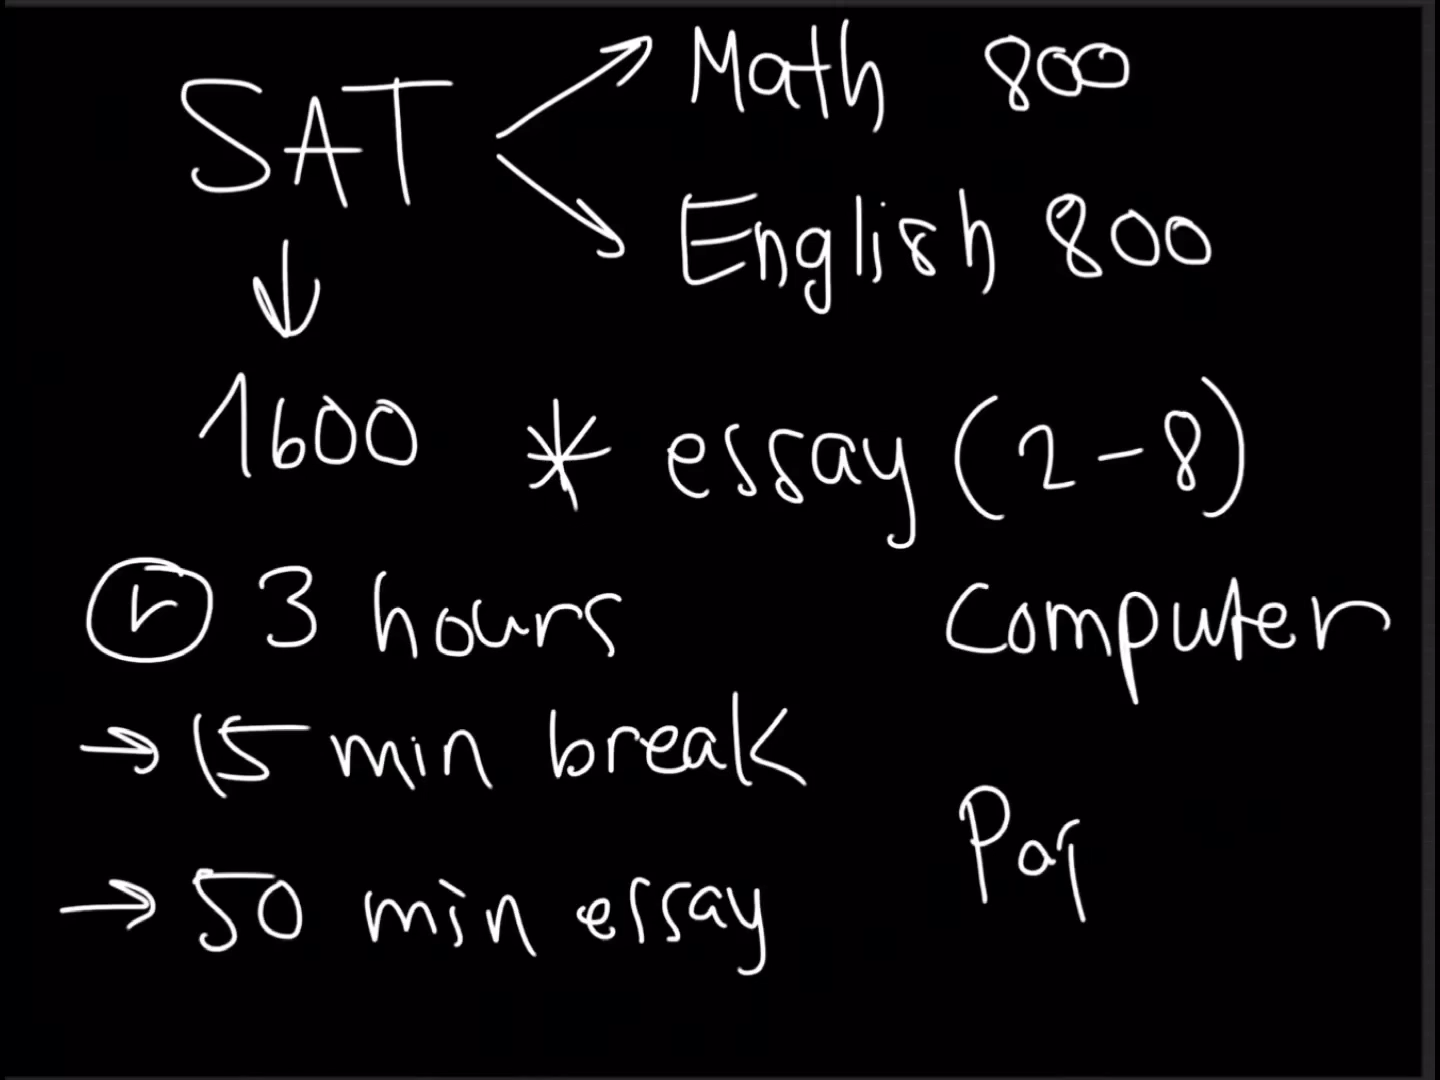 SAT
Math 800
English 800
1600
* essay (2-8)
3 hours
Computer
→ 15 min break
→ 50 min essay